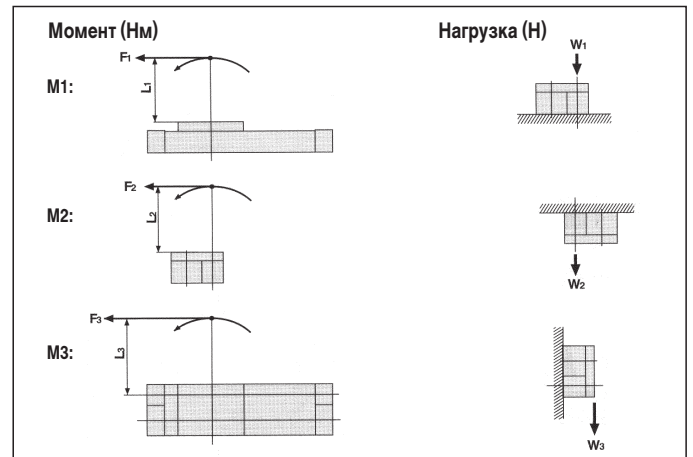 Момент (Нм) Нагрузка (Н)
F1 W1
M1: L1
F2
M2: L2
W2
F3
M3: L3
W3